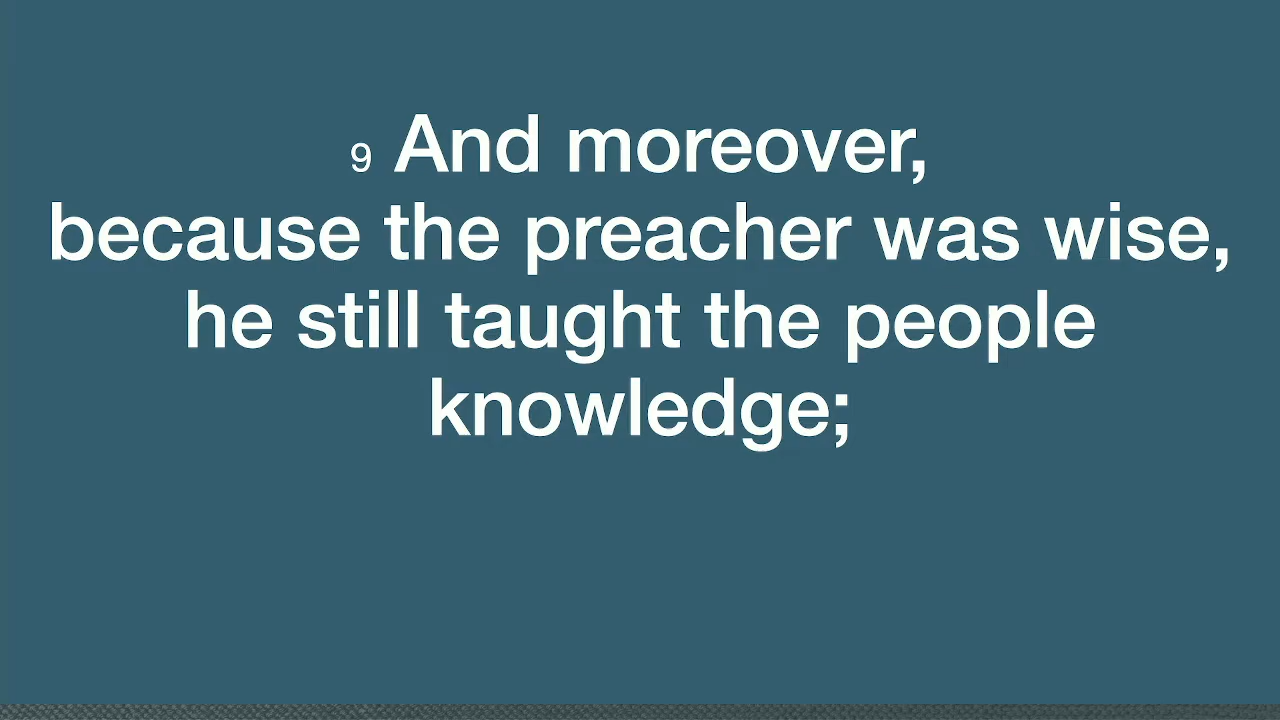 9 And moreover,
because the preacher was wise,
he still taught the people
knowledge;